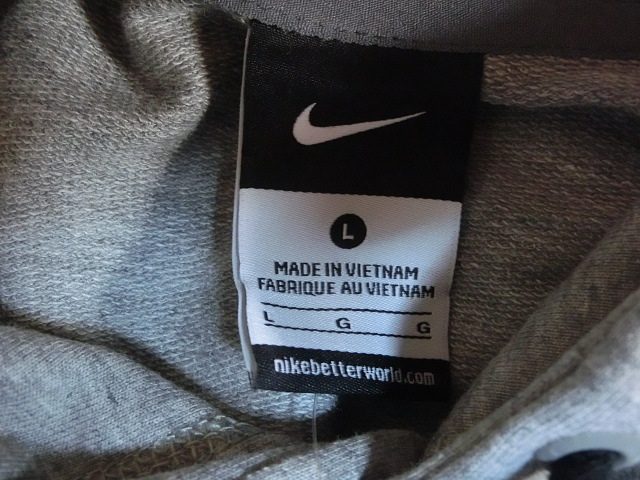 L
MADE IN VIETNAM
FABRIQUE AU VIETNAM
L G G
nikebetterworld.com